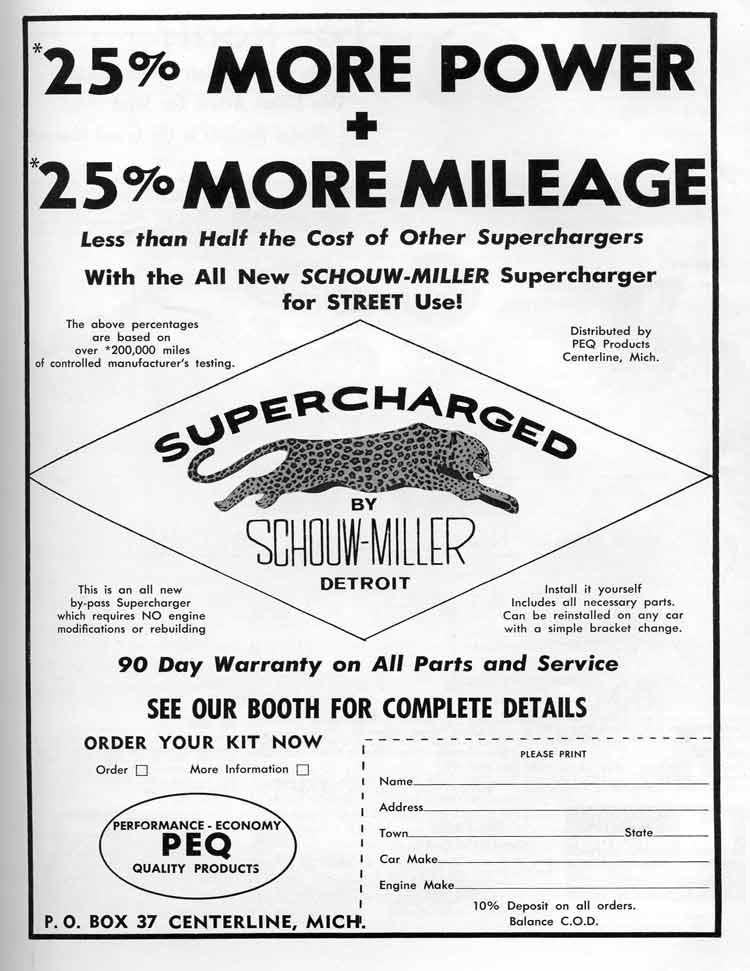 *25% MORE POWER
+
*25% MORE MILEAGE
Less than Half the Cost of Other Superchargers
With the All New SCHOUW-MILLER Supercharger
for STREET Use!
The above percentages
are based on
over *200,000 miles
of controlled manufacturer's testing.
Distributed by
PEQ Products
Centerline, Mich.
SUPERCHARGED
BY
SCHOUW-MILLER
DETROIT
This is an all new
by-pass Supercharger
which requires NO engine
modifications or rebuilding
Install it yourself
Includes all necessary parts.
Can be reinstalled on any car
with a simple bracket change.
90 Day Warranty on All Parts and Service
SEE OUR BOOTH FOR COMPLETE DETAILS
ORDER YOUR KIT NOW
Order
More Information
PERFORMANCE - ECONOMY
PEQ
QUALITY PRODUCTS
P. O. BOX 37 CENTERLINE, MICH.
PLEASE PRINT
Name
Address
Town State
Car Make
Engine Make
10% Deposit on all orders.
Balance C.O.D.